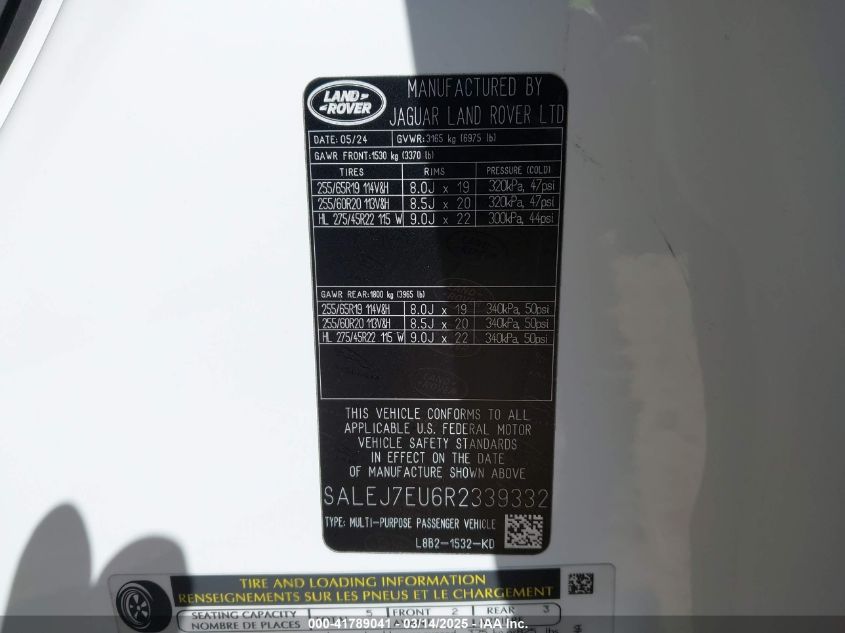 LAND ROVER
MANUFACTURED BY
JAGUAR LAND ROVER LTD
DATE: 05/24 GVWR: 3165 kg (6975 lb)
GAWR FRONT: 1530 kg (3370 lb)
TIRES RIMS PRESSURE (COLD)
255/65R19 114V&H 8.0J x 19 320kPa, 47psi
255/60R20 113V&H 8.5J x 20 320kPa, 47psi
HL 275/45R22 115 W 9.0J x 22 300kPa, 44psi
GAWR REAR: 1800 kg (3965 lb)
255/65R19 114V&H 8.0J x 19 340kPa, 50psi
255/60R20 113V&H 8.5J x 20 340kPa, 50psi
HL 275/45R22 115 W 9.0J x 22 340kPa, 50psi
THIS VEHICLE CONFORMS TO ALL
APPLICABLE U.S. FEDERAL MOTOR
VEHICLE SAFETY STANDARDS
IN EFFECT ON THE DATE
OF MANUFACTURE SHOWN ABOVE
SALEJ7EU6R2339332
TYPE: MULTI-PURPOSE PASSENGER VEHICLE
L8B2-1532-KD
TIRE AND LOADING INFORMATION
RENSEIGNEMENTS SUR LES PNEUS ET LE CHARGEMENT
SEATING CAPACITY 5 FRONT 2 REAR 3
NOMBRE DE PLACES
© 41789041 - 03/14/2025 - IAA Inc.